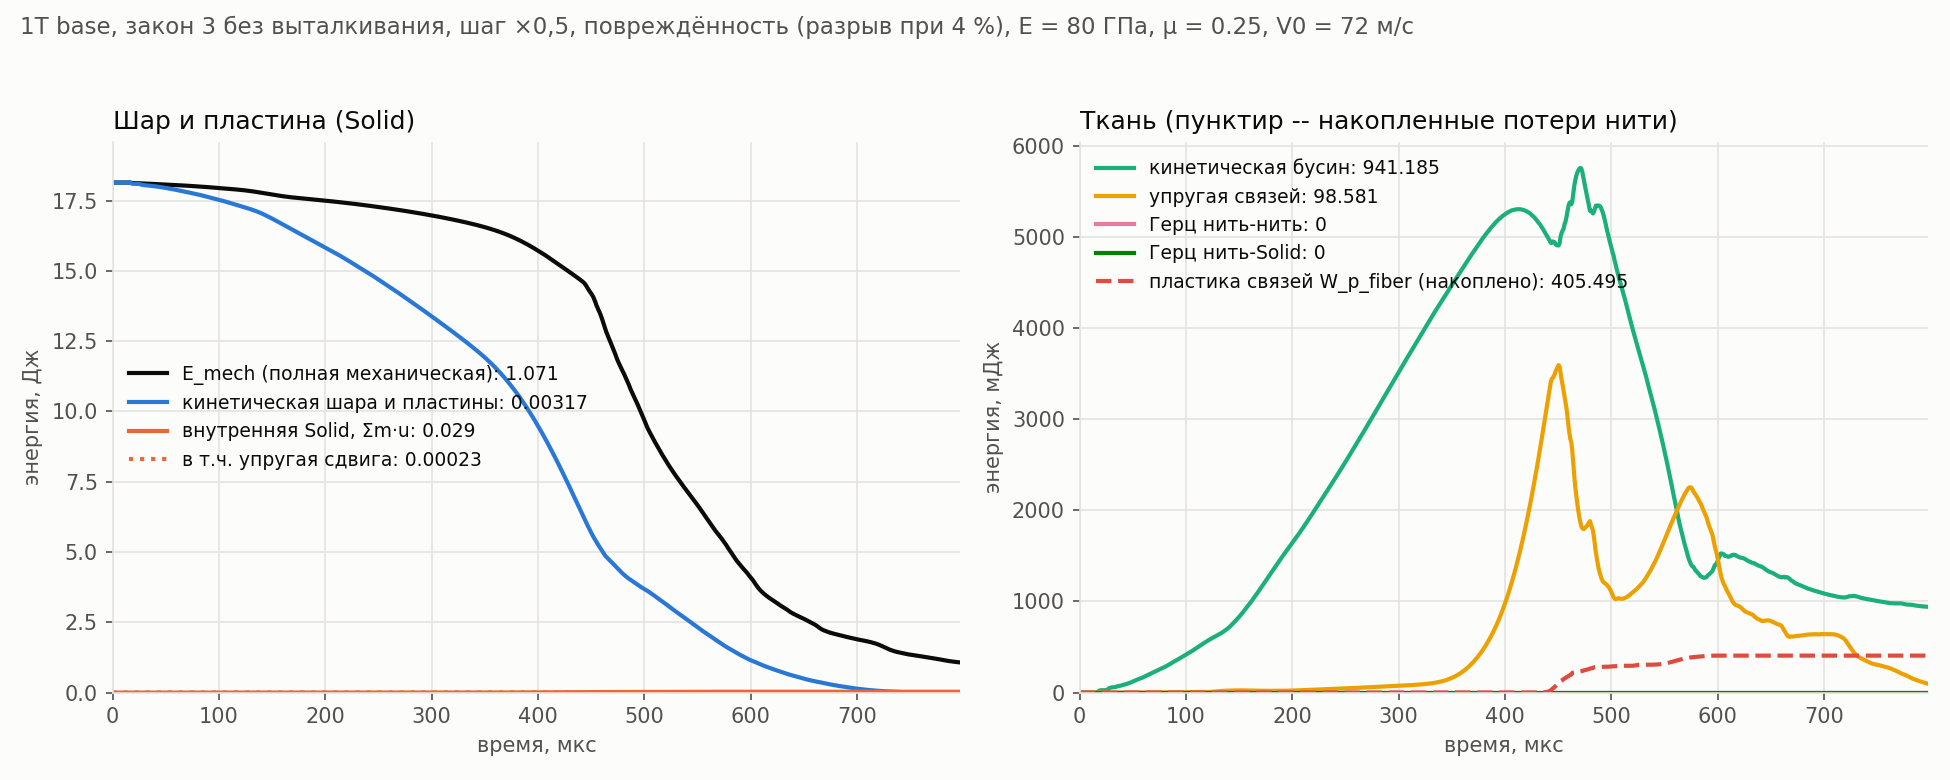 1T base, закон 3 без выталкивания, шаг ×0,5, повреждённость (разрыв при 4 %), E = 80 ГПа, μ = 0.25, V0 = 72 м/с
Шар и пластина (Solid)
энергия, Дж
17.5
15.0
12.5
10.0
7.5
5.0
2.5
0.0
E_mech (полная механическая): 1.071
кинетическая шара и пластины: 0.00317
внутренняя Solid, Σm·u: 0.029
в т.ч. упругая сдвига: 0.00023
0 100 200 300 400 500 600 700
время, мкс
Ткань (пунктир -- накопленные потери нити)
энергия, мДж
6000
5000
4000
3000
2000
1000
0
кинетическая бусин: 941.185
упругая связей: 98.581
Герц нить-нить: 0
Герц нить-Solid: 0
пластика связей W_p_fiber (накоплено): 405.495
0 100 200 300 400 500 600 700
время, мкс